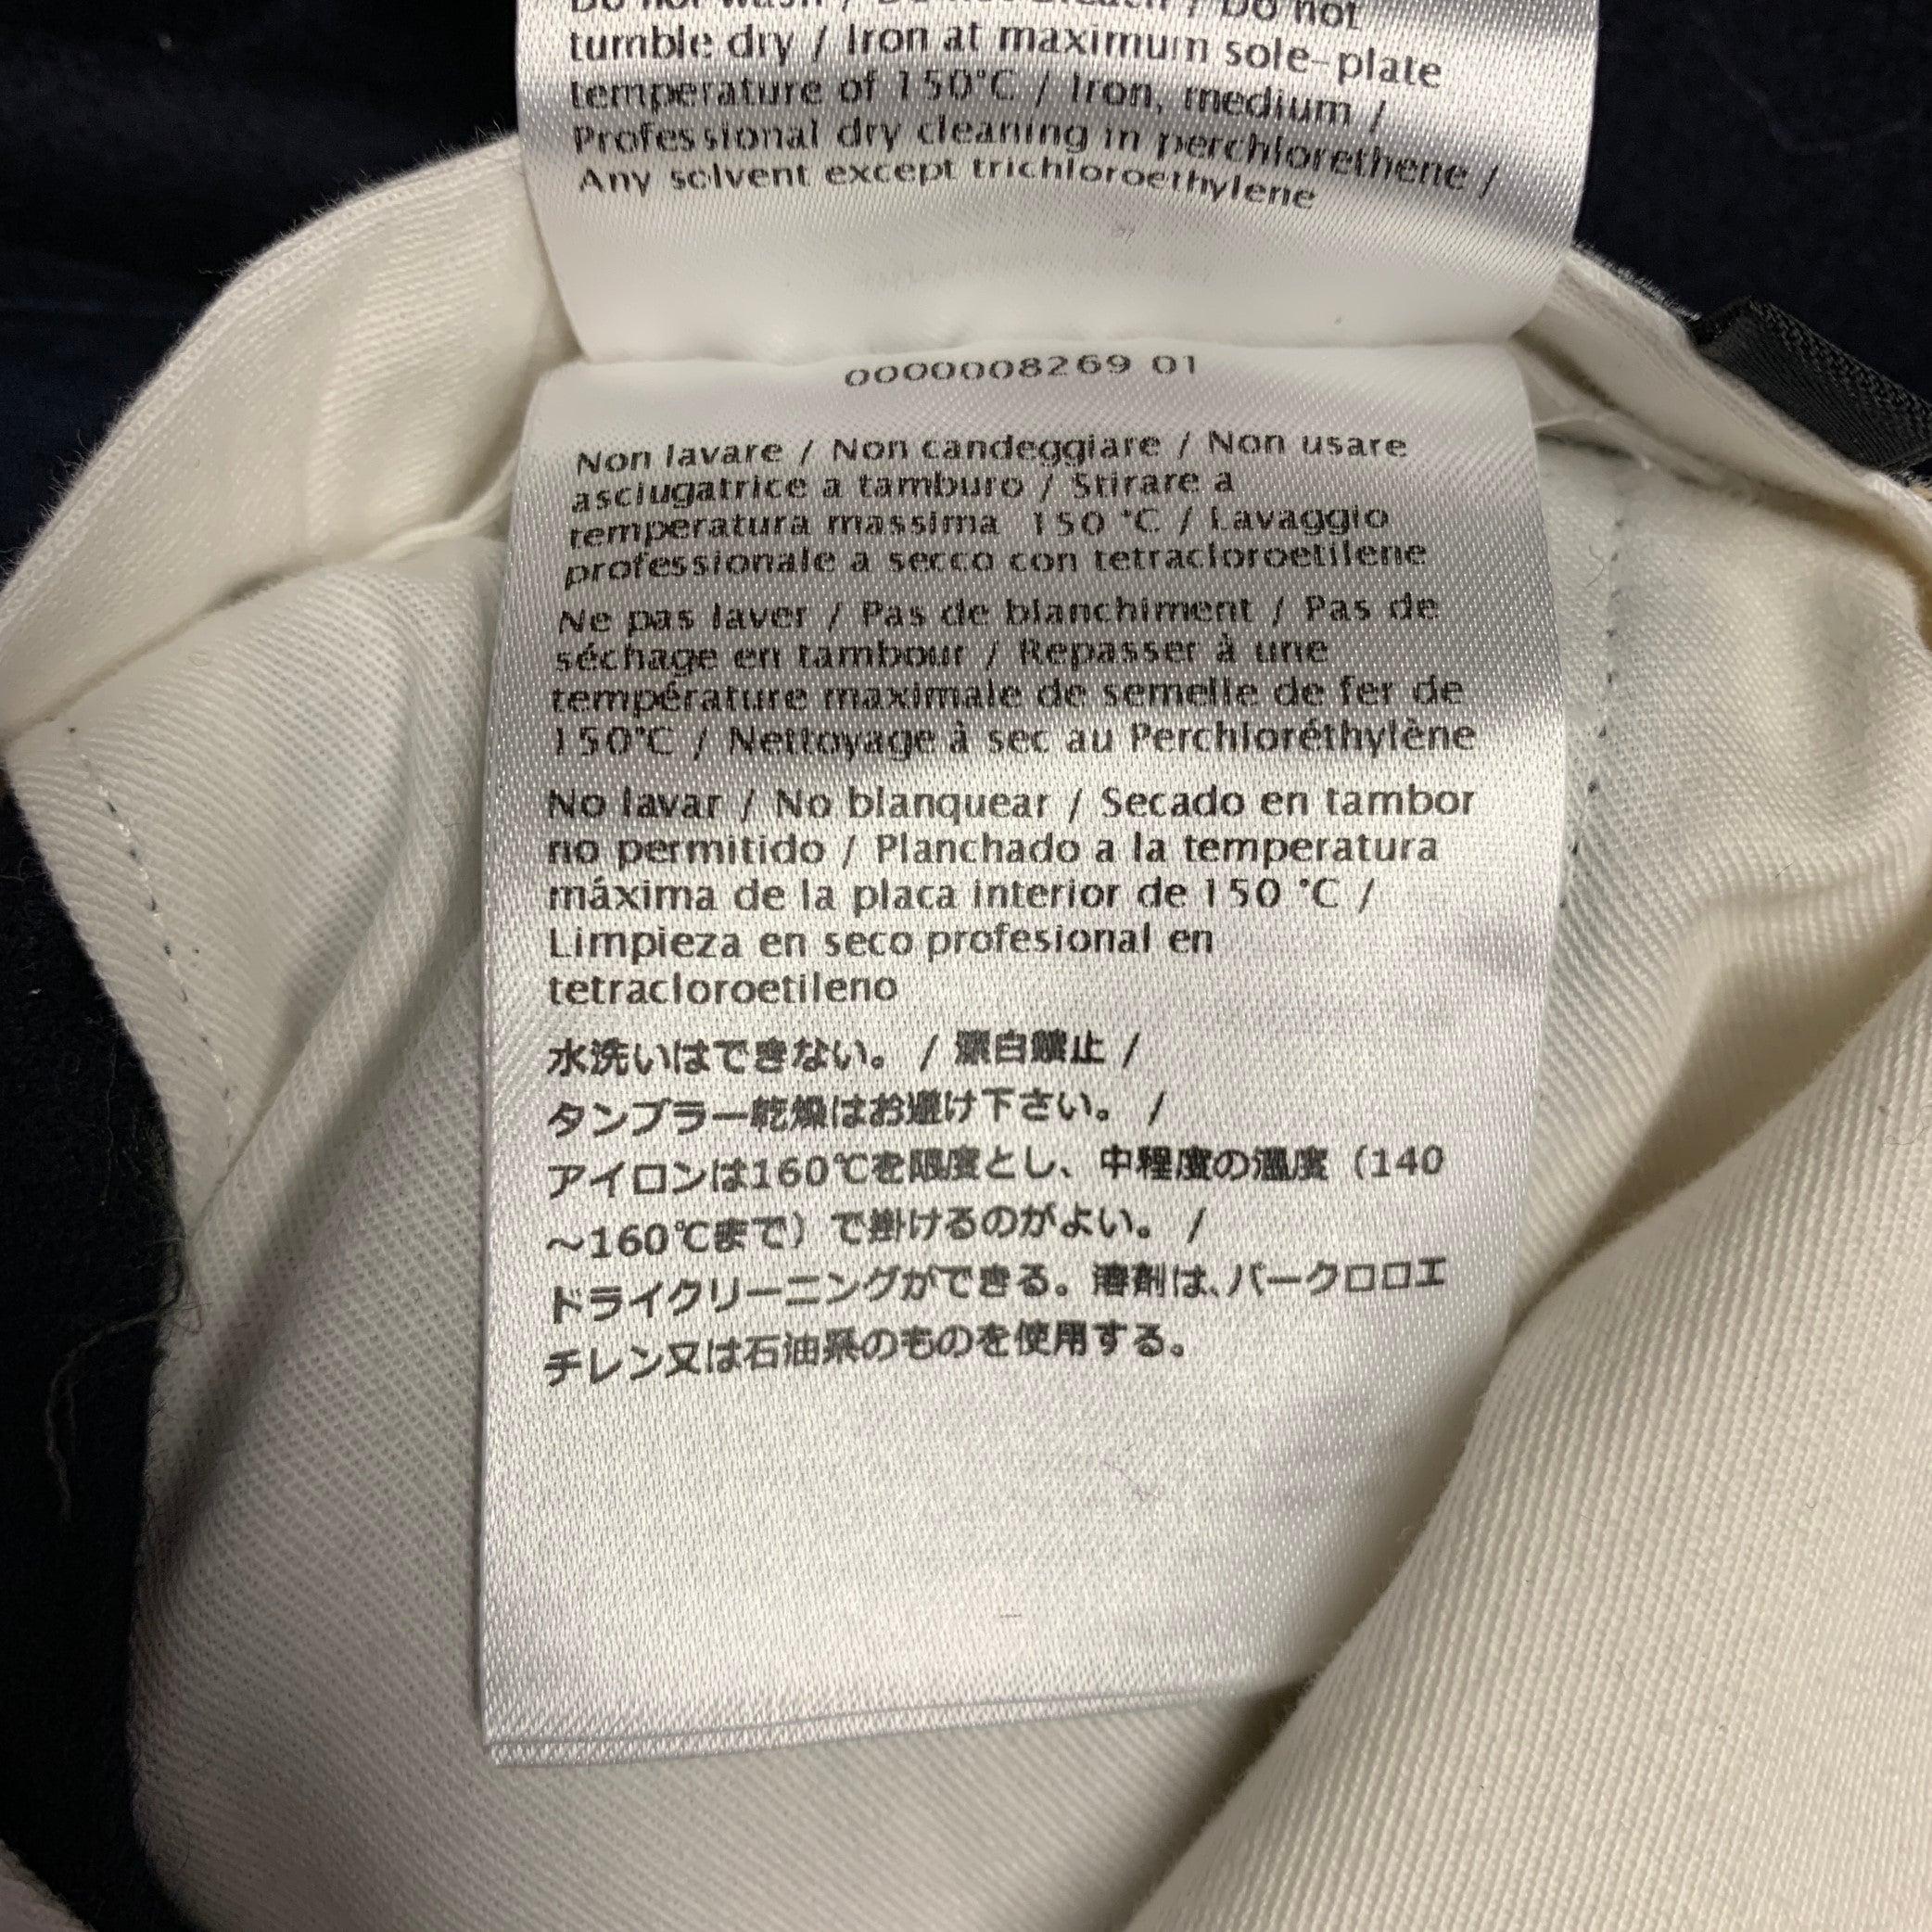 Do not wash / Do not bleach / Do not
tumble dry / Iron at maximum sole-plate
temperature of 150°C / Iron, medium /
Professional dry cleaning in perchlorethene /
Any solvent except trichloroethylene
0000008269 01
Non lavare / Non candeggiare / Non usare
asciugatrice a tamburo / Stirare a
temperatura massima 150 °C / Lavaggio
professionale a secco con tetracloroetilene
Ne pas laver / Pas de blanchiment / Pas de
séchage en tambour / Repasser à une
température maximale de semelle de fer de
150°C / Nettoyage à sec au Perchloréthylène
No lavar / No blanquear / Secado en tambor
no permitido / Planchado a la temperatura
máxima de la placa interior de 150 °C /
Limpieza en seco profesional en
tetracloroetileno
水洗いはできない。 / 漂白禁止 /
タンブラー乾燥はお避け下さい。 /
アイロンは160℃を限度とし、中程度の温度（140
～160℃まで）で掛けるのがよい。 /
ドライクリーニングができる。溶剤は、パークロロエ
チレン又は石油系のものを使用する。